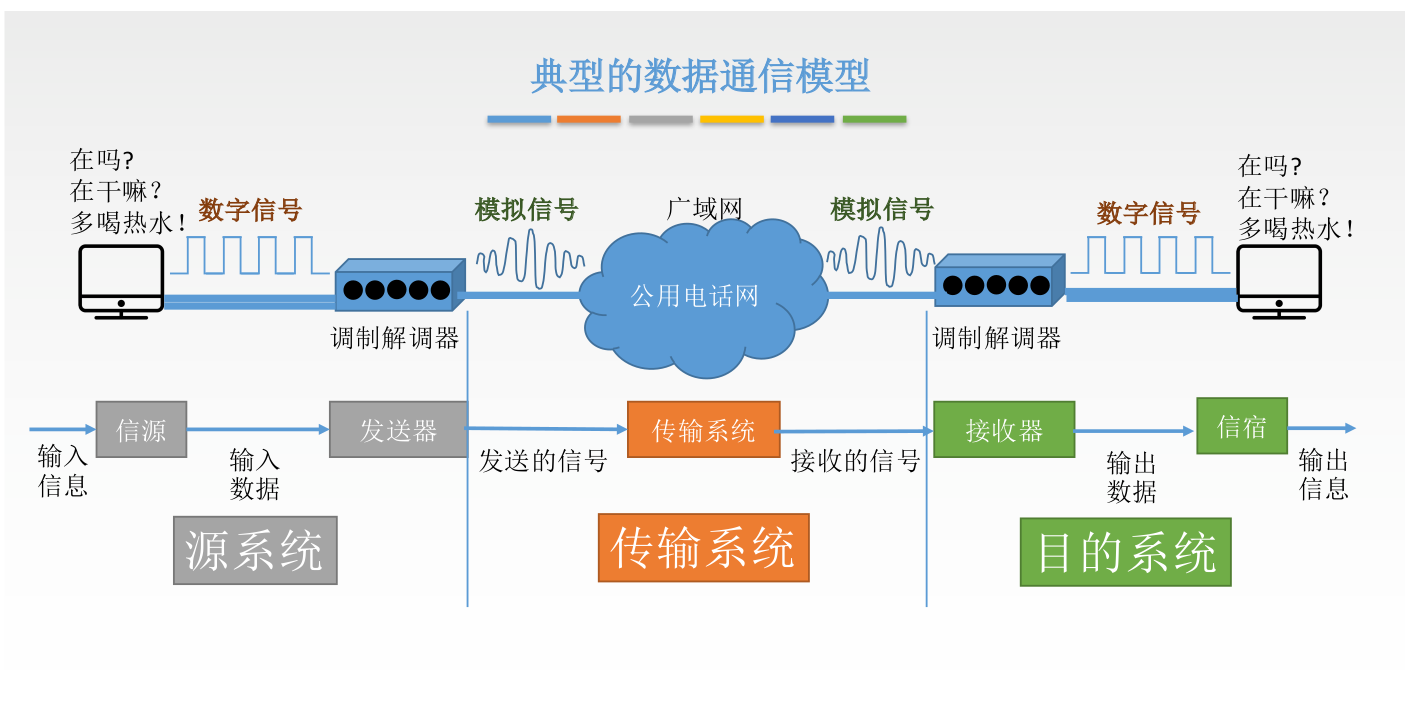 典型的数据通信模型
在吗?
在干嘛?
多喝热水!
数字信号
模拟信号
广域网
模拟信号
数字信号
在吗?
在干嘛?
多喝热水!
公用电话网
调制解调器
调制解调器
信源
发送器
传输系统
接收器
信宿
输入
信息
输入
数据
发送的信号
接收的信号
输出
数据
输出
信息
源系统
传输系统
目的系统